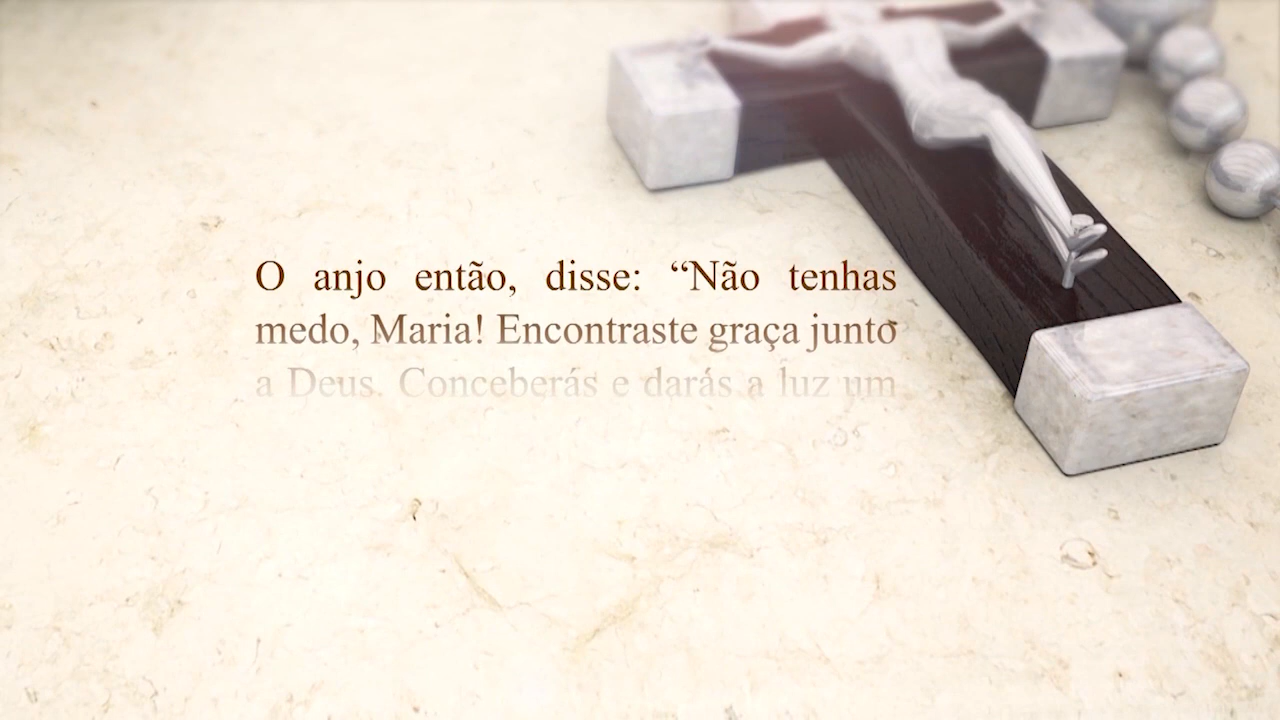 O anjo então, disse: “Não tenhas
medo, Maria! Encontraste graça junto
a Deus. Conceberás e darás a luz um